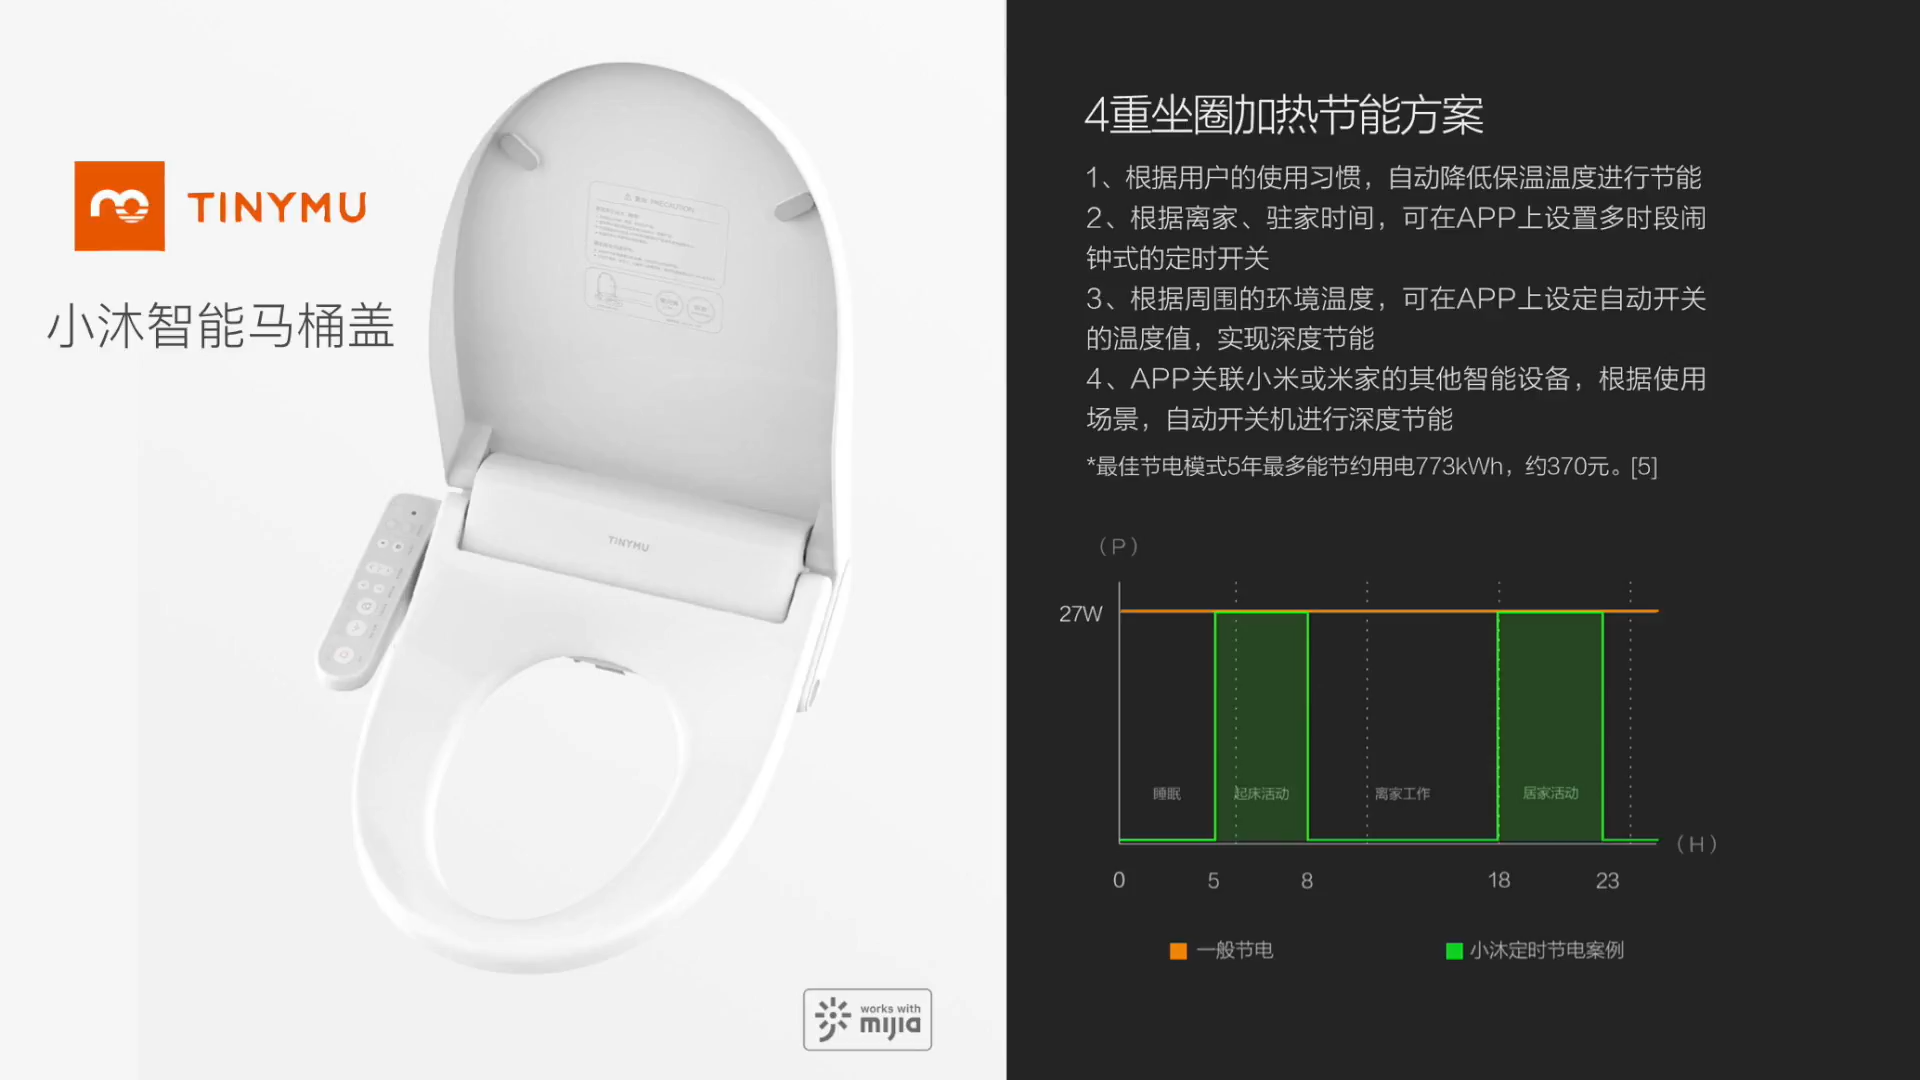 TINYMU
小沐智能马桶盖
PRECAUTION
TINYMU
works with
mijia
4重坐圈加热节能方案
1、根据用户的使用习惯，自动降低保温温度进行节能
2、根据离家、驻家时间，可在APP上设置多时段闹
钟式的定时开关
3、根据周围的环境温度，可在APP上设定自动开关
的温度值，实现深度节能
4、APP关联小米或米家的其他智能设备，根据使用
场景，自动开关机进行深度节能
*最佳节电模式5年最多能节约用电773kWh，约370元。[5]
（P）
27W
睡眠 起床活动 离家工作 居家活动
（H）
0 5 8 18 23
一般节电 小沐定时节电案例